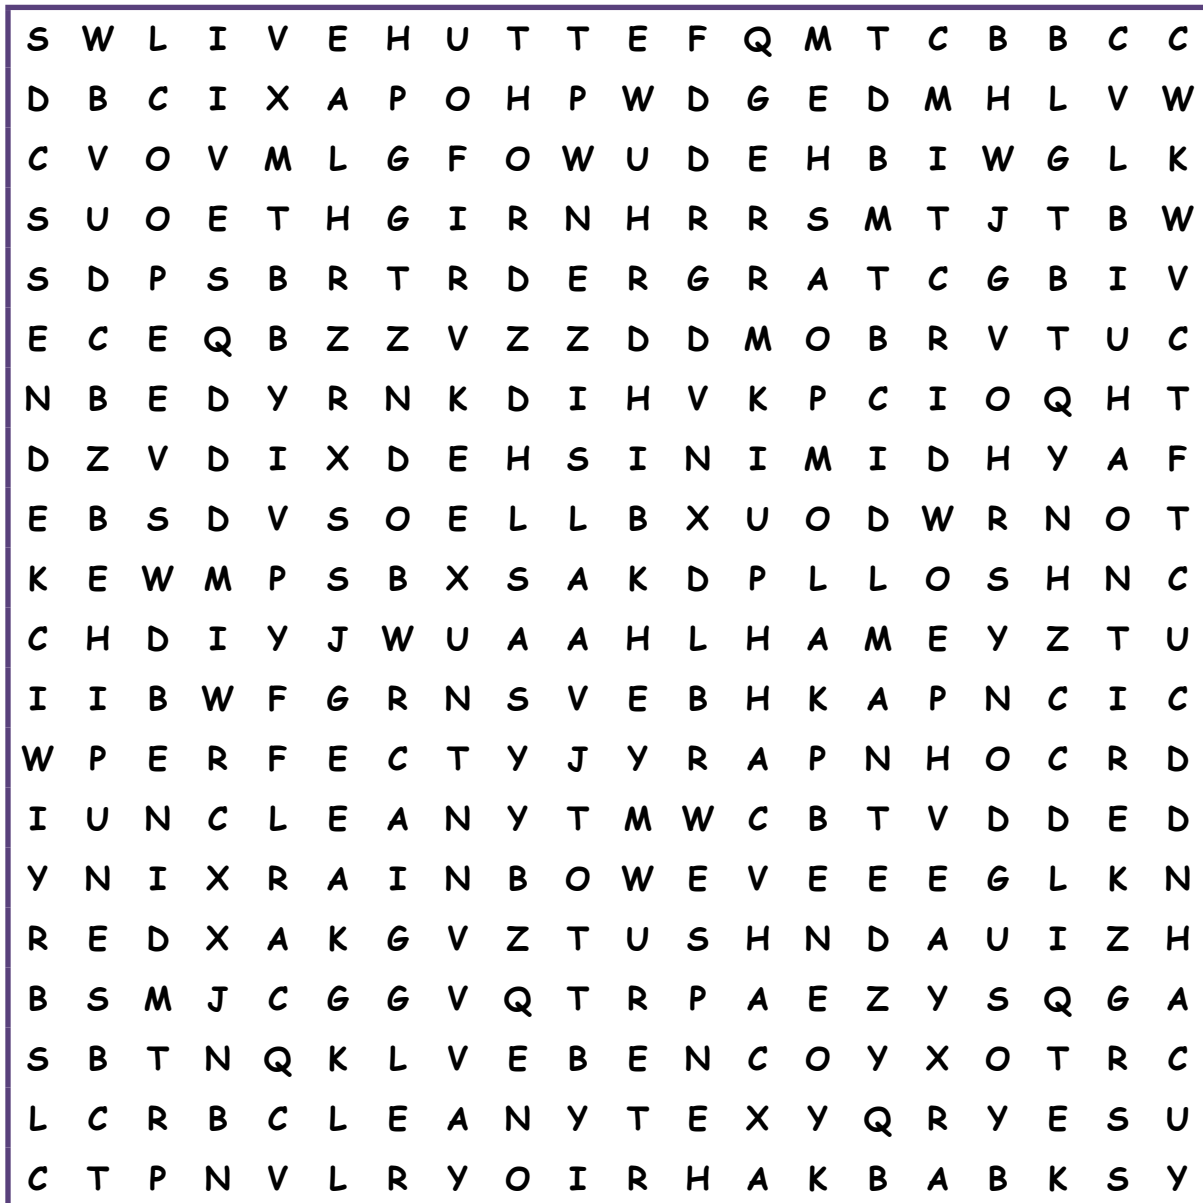 S W L I V E H U T T E F Q M T C B B C C
D B C I X A P O H P W D G E D M H L V W
C V O V M L G F O W U D E H B I W G L K
S U O E T H G I R N H R R S M T J T B W
S D P S B R T R D E R G R A T C G B I V
E C E Q B Z Z V Z Z D D M O B R V T U C
N B E D Y R N K D I H V K P C I O Q H T
D Z V D I X D E H S I N I M I D H Y A F
E B S D V S O E L L B X U O D W R N O T
K E W M P S B X S A K D P L L O S H N C
C H D I Y J W U A A H L H A M E Y Z T U
I I B W F G R N S V E B H K A P N C I C
W P E R F E C T Y J Y R A P N H O C R D
I U N C L E A N Y T M W C B T V D D E D
Y N I X R A I N B O W E V E E E G L K N
R E D X A K G V Z T U S H N D A U I Z H
B S M J C G G V Q T R P A E Z Y S Q G A
S B T N Q K L V E B E N C O Y X O T R C
L C R B C L E A N Y T E X Y Q R Y E S U
C T P N V L R Y O I R H A K B A B K S Y